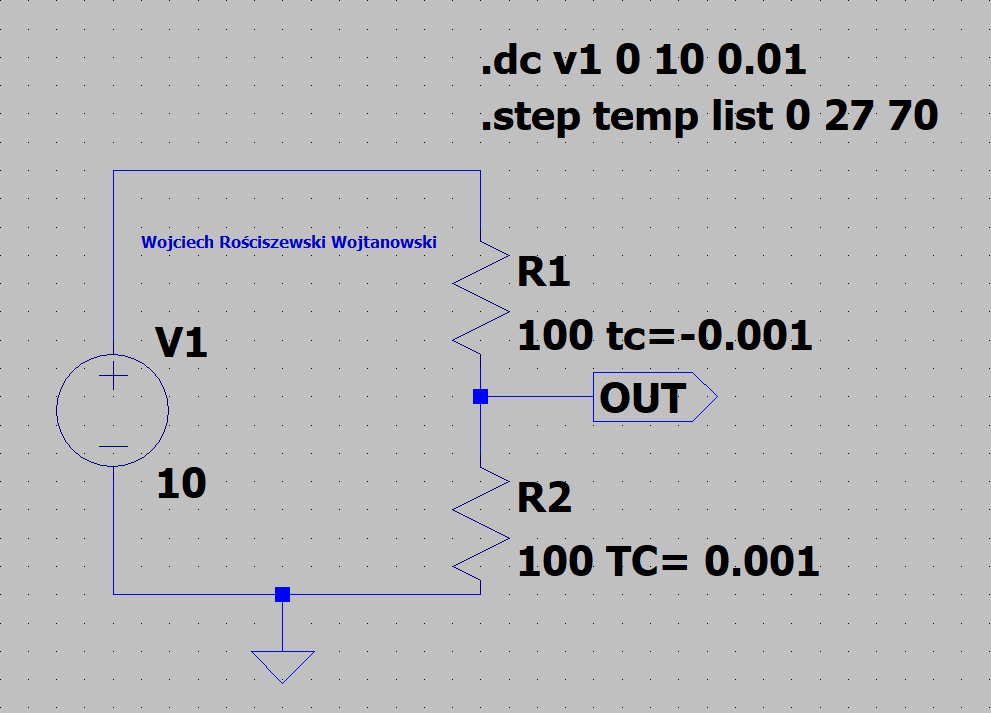 .dc v1 0 10 0.01
.step temp list 0 27 70
Wojciech Rościszewski Wojtanowski
R1
V1
100 tc=-0.001
OUT
10
R2
100 TC= 0.001